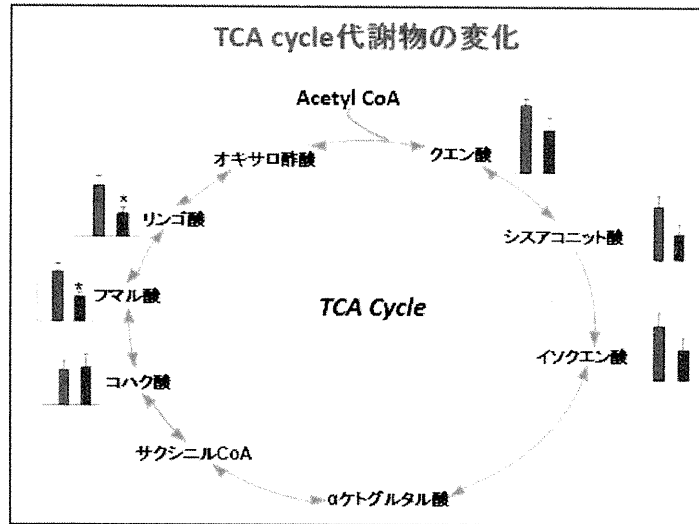 TCA cycle代謝物の変化
Acetyl CoA
オキサロ酢酸
クエン酸
リンゴ酸
*
シスアコニット酸
フマル酸
*
TCA Cycle
イソクエン酸
コハク酸
サクシニルCoA
αケトグルタル酸